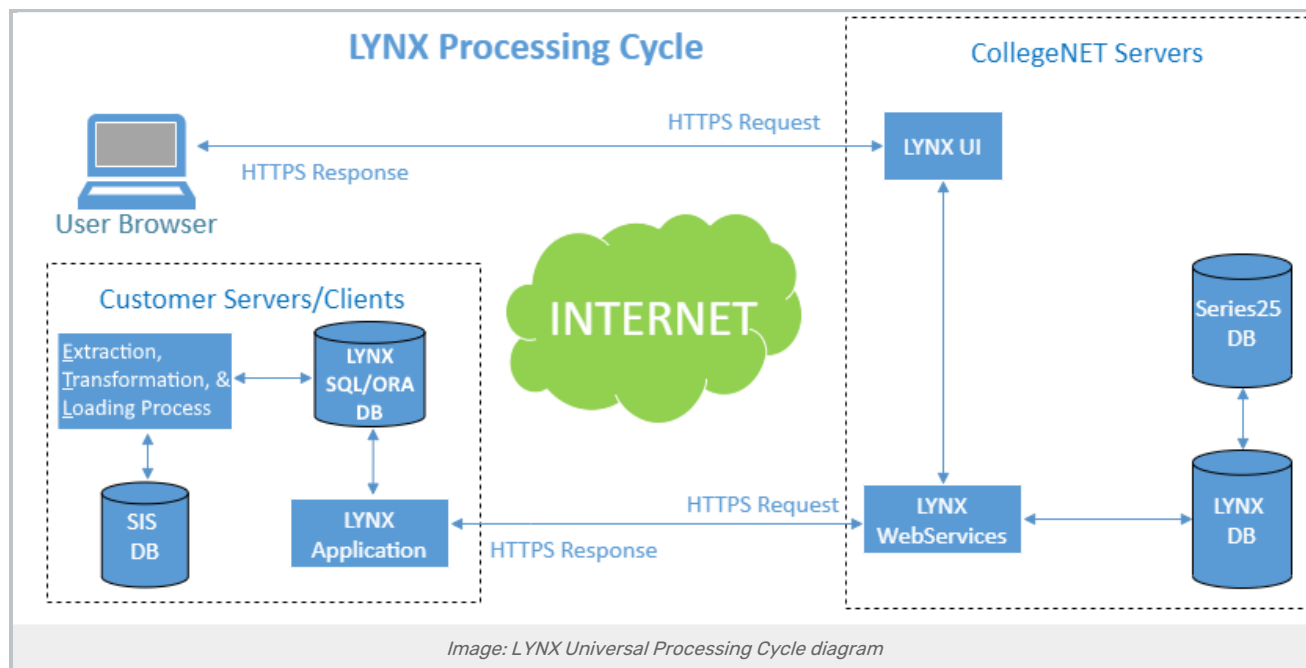 LYNX Processing Cycle
CollegeNET Servers
HTTPS Request
LYNX UI
HTTPS Response
User Browser
INTERNET
Customer Servers/Clients
Extraction,
Transformation, &
Loading Process
LYNX
SQL/ORA
DB
Series25
DB
SIS
DB
LYNX
Application
HTTPS Request
HTTPS Response
LYNX
WebServices
LYNX
DB
Image: LYNX Universal Processing Cycle diagram